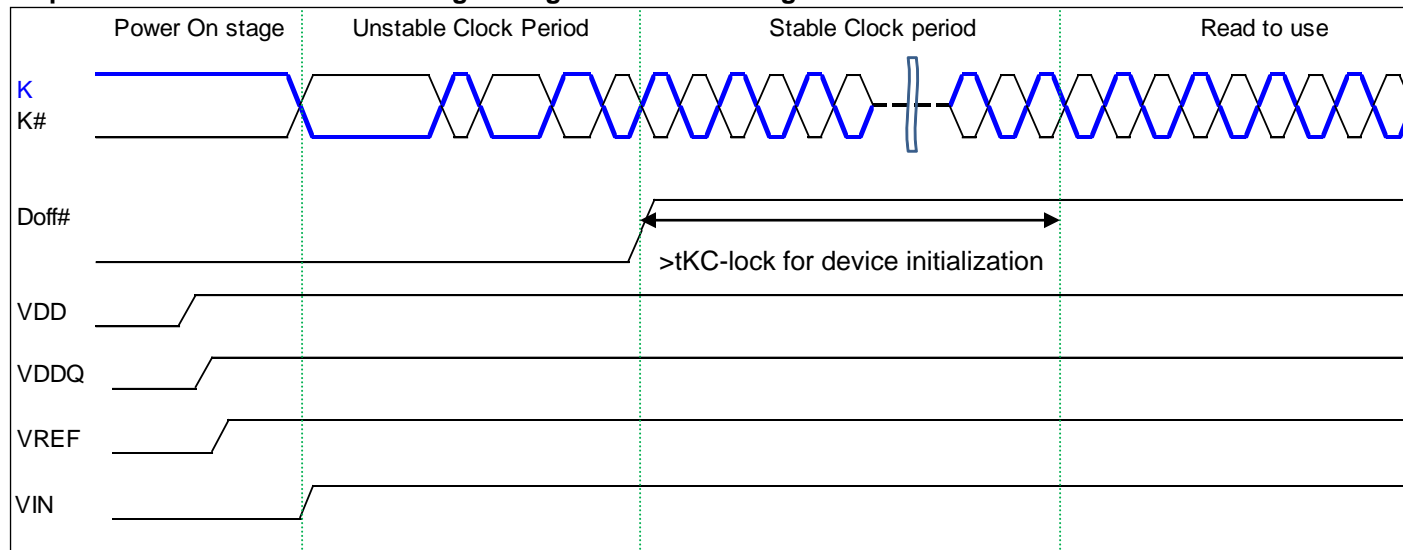 Power On stage Unstable Clock Period Stable Clock period Read to use
K
K#
Doff#
>tKC-lock for device initialization
VDD
VDDQ
VREF
VIN